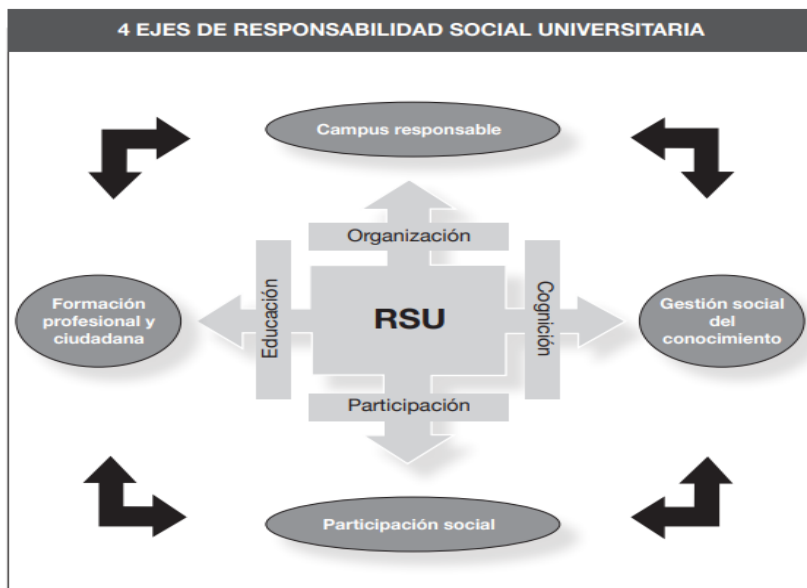 4 EJES DE RESPONSABILIDAD SOCIAL UNIVERSITARIA
Campus responsable
Organización
Formación
profesional y
ciudadana
Educación
RSU
Cognición
Gestión social
del
conocimiento
Participación
Participación social